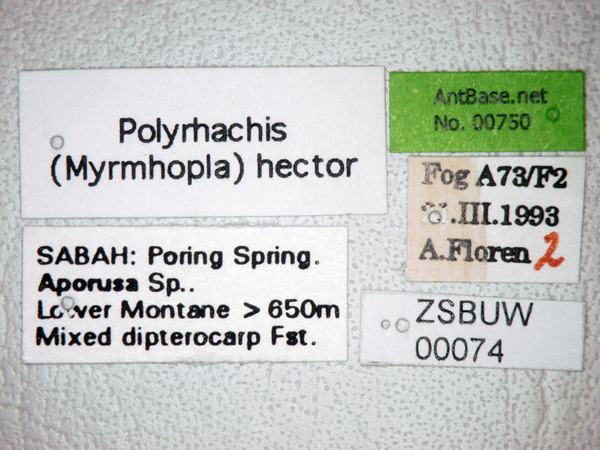 Polyrhachis
(Myrmhopla) hector
AntBase.net
No. 00750
Fog A73/F2
.III.1993
A.Floren 2
SABAH: Poring Spring.
Aporusa Sp..
Lower Montane > 650m
Mixed dipterocarp Fst.
ZSBUW
00074